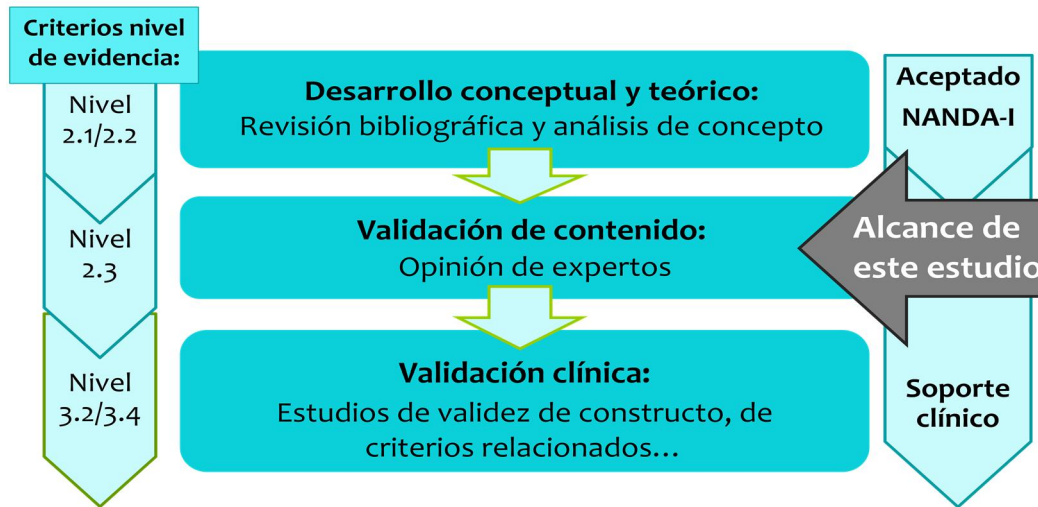 Criterios nivel
de evidencia:
Nivel
2.1/2.2
Desarrollo conceptual y teórico:
Revisión bibliográfica y análisis de concepto
Aceptado
NANDA-I
Nivel
2.3
Validación de contenido:
Opinión de expertos
Alcance de
este estudio
Nivel
3.2/3.4
Validación clínica:
Estudios de validez de constructo, de
criterios relacionados...
Soporte
clínico